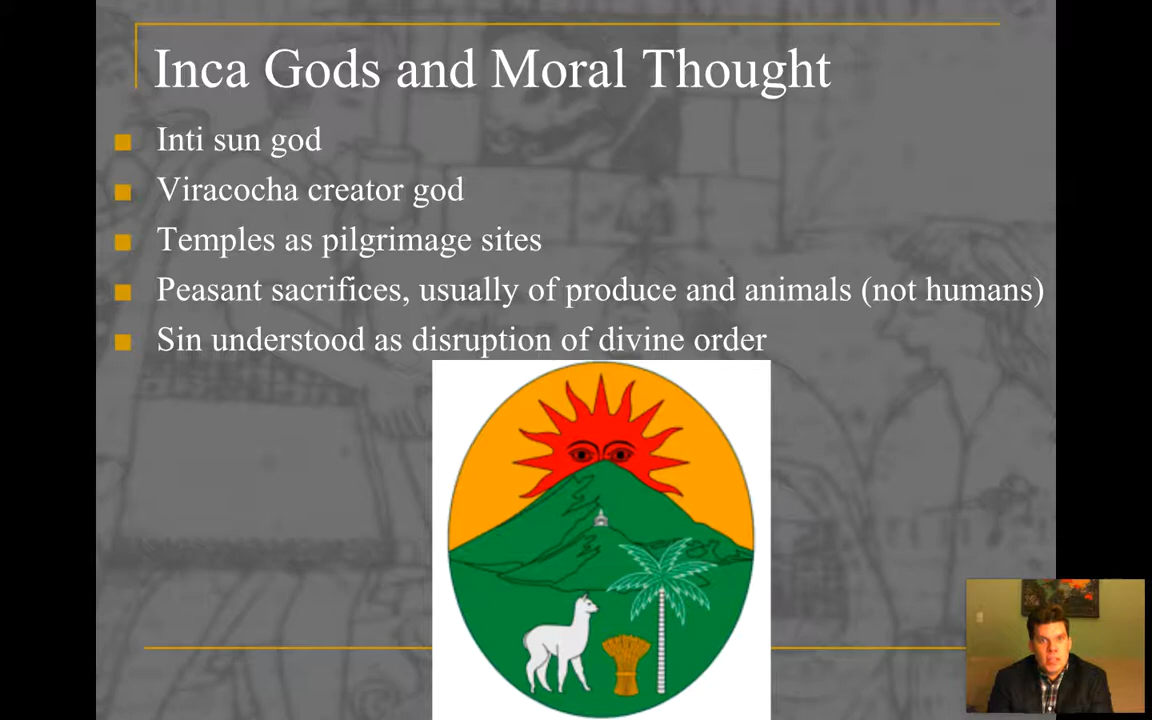 Inca Gods and Moral Thought
Inti sun god
Viracocha creator god
Temples as pilgrimage sites
Peasant sacrifices, usually of produce and animals (not humans)
Sin understood as disruption of divine order